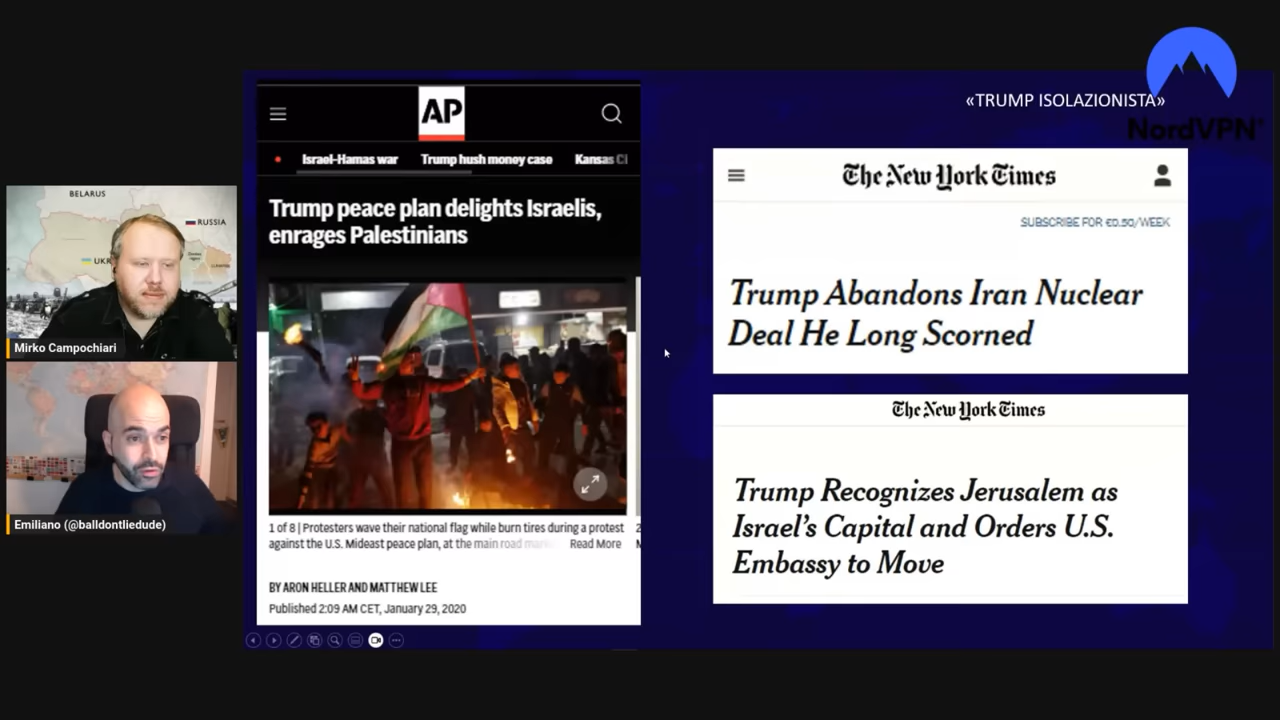 «TRUMP ISOLAZIONISTA»
NordVPN®
BELARUS
RUSSIA
UKR
Mirko Campochiari
Emiliano (@balldontliedude)
AP
Israel-Hamas war Trump hush money case Kansas Ci
Trump peace plan delights Israelis,
enrages Palestinians
1 of 8 | Protesters wave their national flag while burn tires during a protest
against the U.S. Mideast peace plan, at the main road Read More
BY ARON HELLER AND MATTHEW LEE
Published 2:09 AM CET, January 29, 2020
The New York Times
SUBSCRIBE FOR €0.50/WEEK
Trump Abandons Iran Nuclear
Deal He Long Scorned
The New York Times
Trump Recognizes Jerusalem as
Israel's Capital and Orders U.S.
Embassy to Move